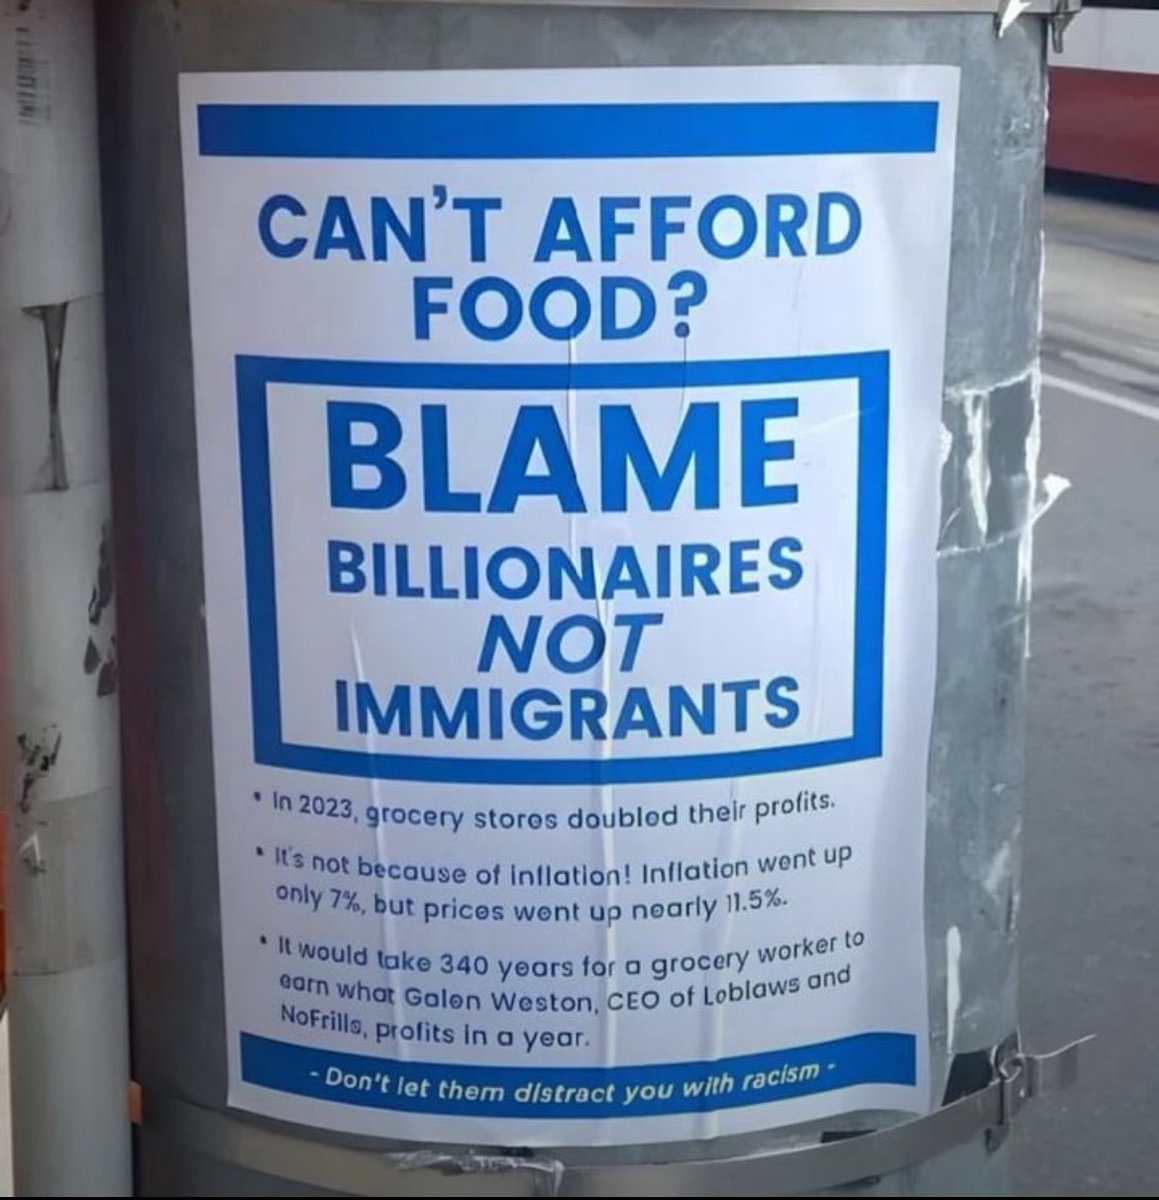 CAN'T AFFORD
FOOD?
BLAME
BILLIONAIRES
NOT
IMMIGRANTS
* In 2023, grocery stores doubled their profits.
* It's not because of inflation! Inflation went up
only 7%, but prices went up nearly 11.5%.
* It would take 340 years for a grocery worker to
earn what Galen Weston, CEO of Loblaws and
NoFrills, profits in a year.
- Don't let them distract you with racism -